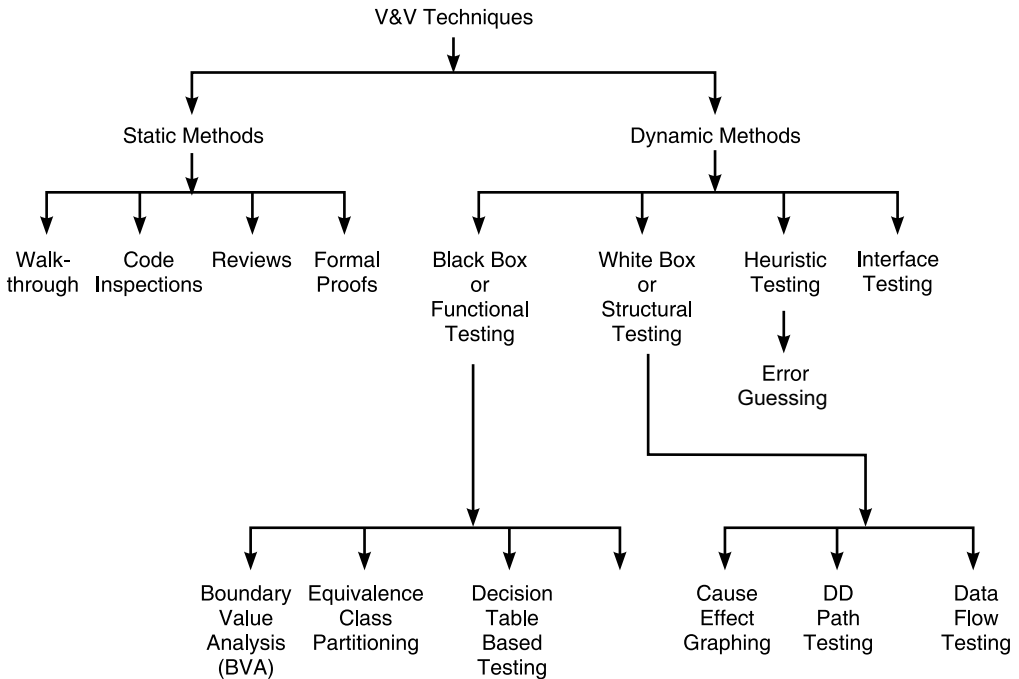 V&V Techniques
Static Methods
Dynamic Methods
Walk-
through
Code
Inspections
Reviews
Formal
Proofs
Black Box
or
Functional
Testing
White Box
or
Structural
Testing
Heuristic
Testing
Interface
Testing
Error
Guessing
Boundary
Value
Analysis
(BVA)
Equivalence
Class
Partitioning
Decision
Table
Based
Testing
Cause
Effect
Graphing
DD
Path
Testing
Data
Flow
Testing